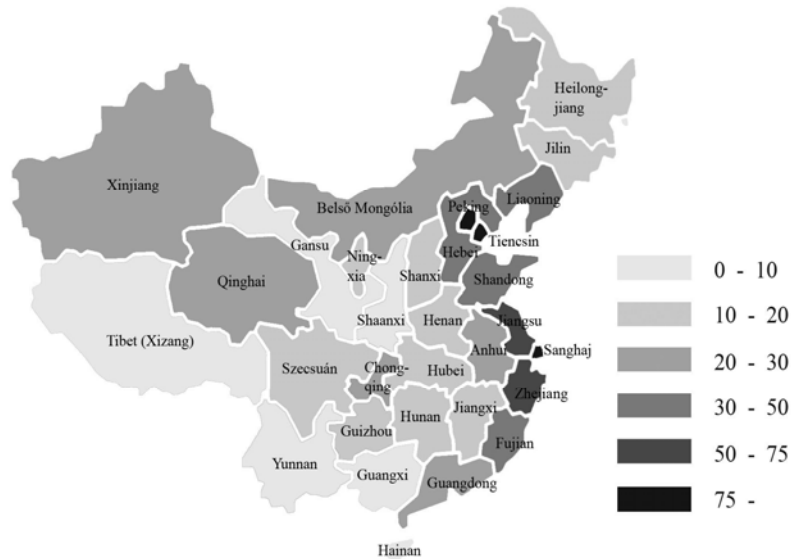 Heilong-
jiang
Jilin
Xinjiang
Liaoning
Peking
Belső Mongólia
Tiencsin
Gansu
Hebei
Ning-
xia
Shanxi
Shandong
Qinghai
Shaanxi
Henan
Jiangsu
Tibet (Xizang)
Anhui
Sanghaj
Szecsuán
Chong-
qing
Hubei
Zhejiang
Hunan
Jiangxi
Guizhou
Fujian
Yunnan
Guangxi
Guangdong
Hainan
0 - 10
10 - 20
20 - 30
30 - 50
50 - 75
75 -